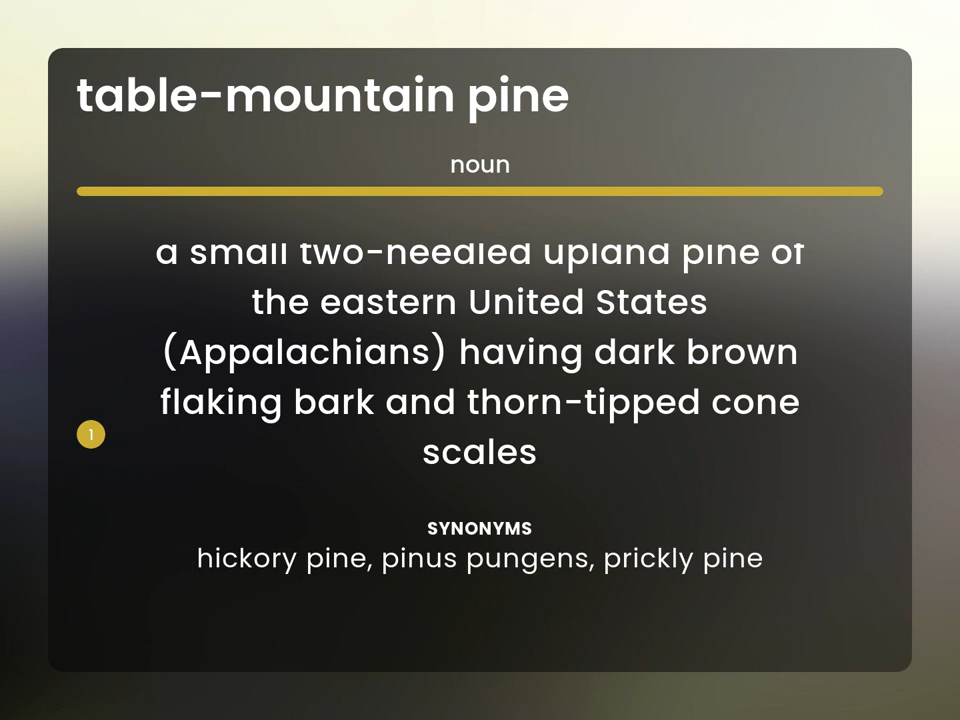 table-mountain pine
noun
a small two-needled upland pine of
the eastern United States
(Appalachians) having dark brown
flaking bark and thorn-tipped cone
scales
1
SYNONYMS
hickory pine, pinus pungens, prickly pine